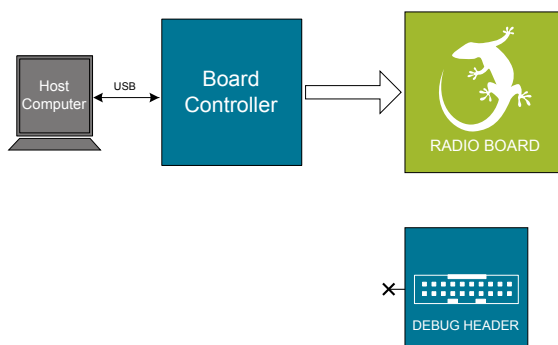 Host
Computer
USB
Board
Controller
RADIO BOARD
DEBUG HEADER